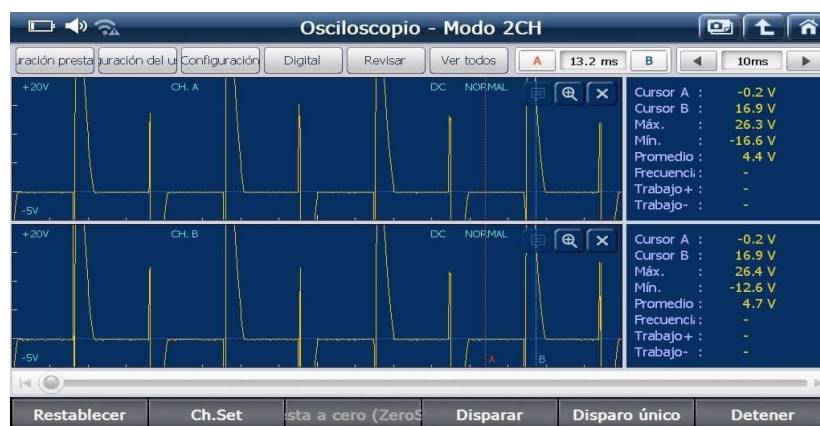 Osciloscopio - Modo 2CH
uración presta uración del u Configuración Digital Revisar Ver todos A 13.2 ms B 10ms
+20V CH. A DC NORMAL
-5V
Cursor A : -0.2 V
Cursor B : 16.9 V
Máx. : 26.3 V
Mín. : -16.6 V
Promedio : 4.4 V
Frecuenci: -
Trabajo+ : -
Trabajo- : -
+20V CH. B DC NORMAL
-5V A B
Cursor A : -0.2 V
Cursor B : 16.9 V
Máx. : 26.4 V
Mín. : -12.6 V
Promedio : 4.7 V
Frecuenci: -
Trabajo+ : -
Trabajo- : -
Restablecer Ch.Set sta a cero (ZeroS Disparar Disparo único Detener